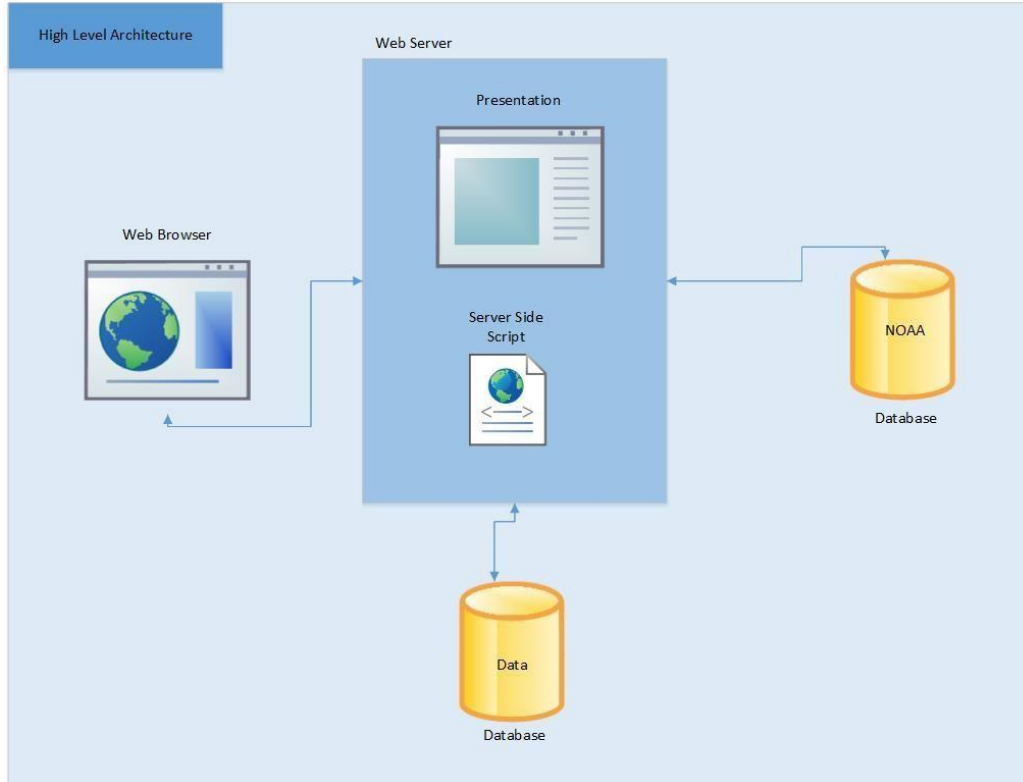 High Level Architecture
Web Server
Presentation
Web Browser
Server Side
Script
NOAA
Database
Data
Database